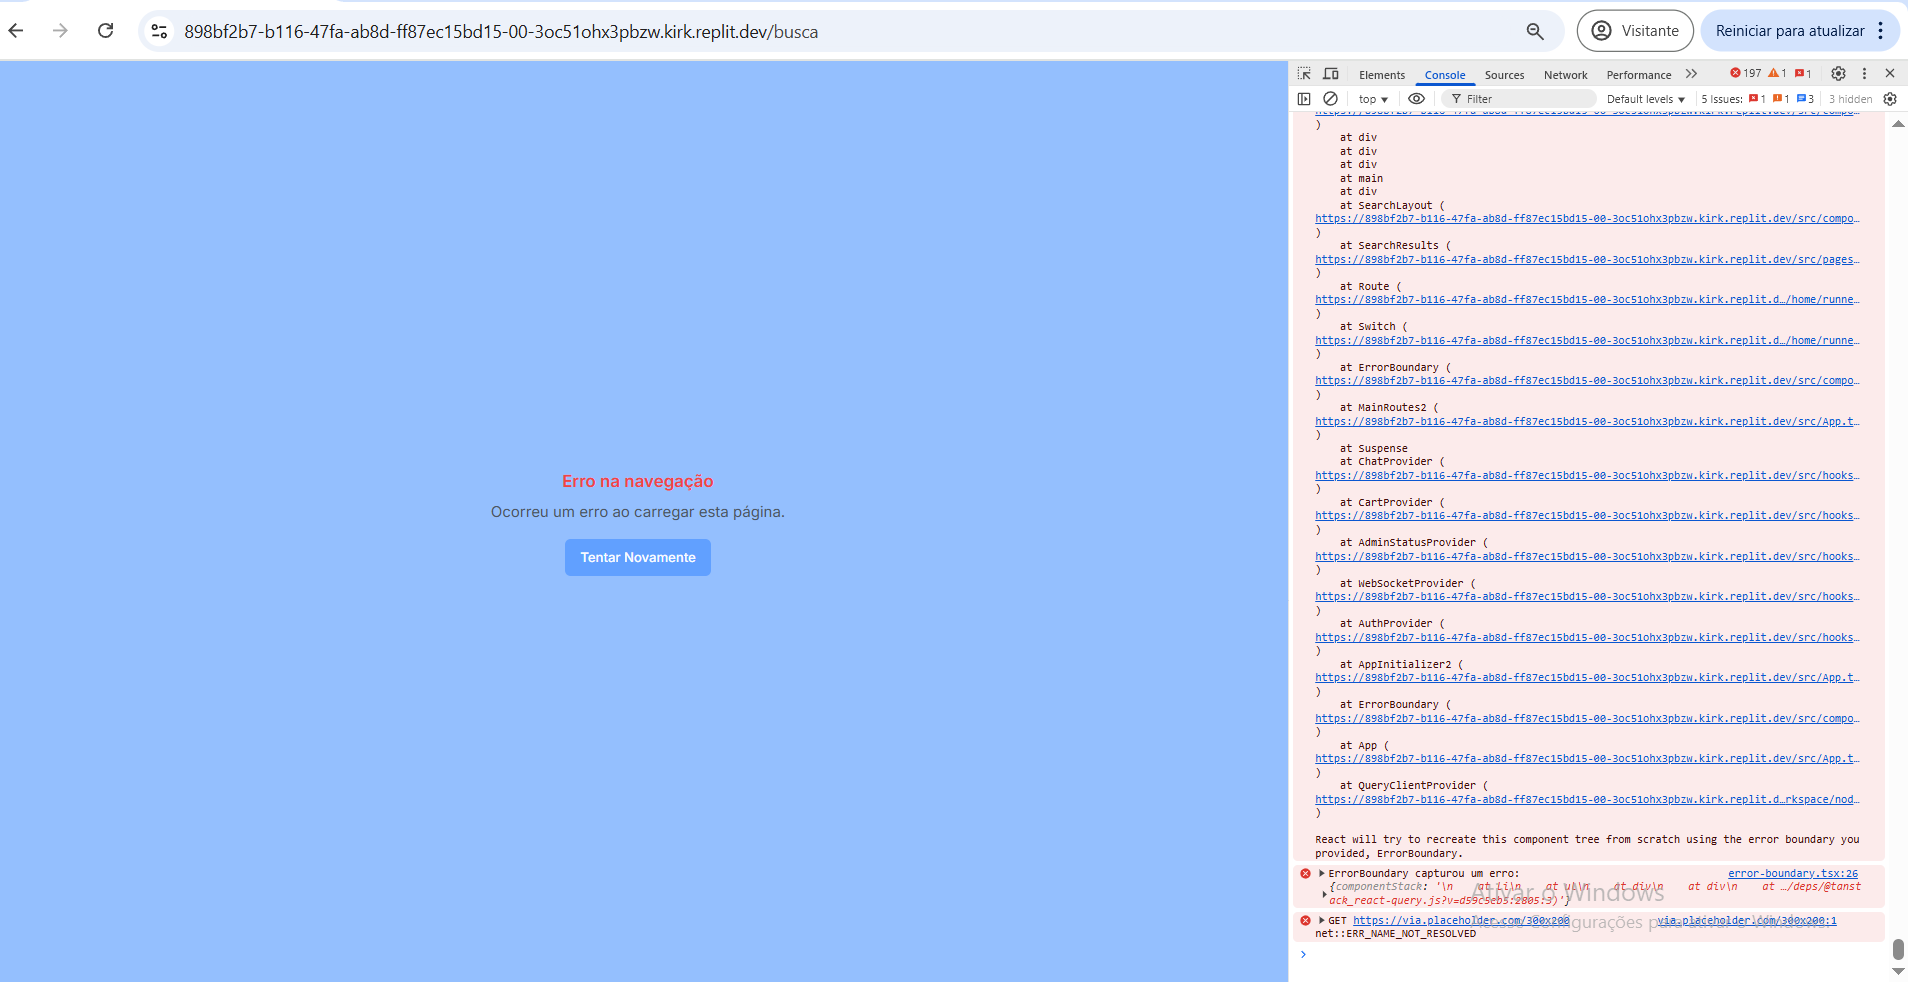 898bf2b7-b116-47fa-ab8d-ff87ec15bd15-00-3oc51ohx3pbzw.kirk.replit.dev/busca
Visitante
Reiniciar para atualizar
Erro na navegação
Ocorreu um erro ao carregar esta página.
Tentar Novamente
Elements Console Sources Network Performance 197 1 1
top Filter Default levels 5 Issues: 1 1 3 3 hidden
https://898bf2b7-b116-47fa-ab8d-ff87ec15bd15-00-3oc51ohx3pbzw.kirk.replit.dev/src/compo…
)
at div
at div
at div
at main
at div
at SearchLayout (
https://898bf2b7-b116-47fa-ab8d-ff87ec15bd15-00-3oc51ohx3pbzw.kirk.replit.dev/src/compo…
)
at SearchResults (
https://898bf2b7-b116-47fa-ab8d-ff87ec15bd15-00-3oc51ohx3pbzw.kirk.replit.dev/src/pages…
)
at Route (
https://898bf2b7-b116-47fa-ab8d-ff87ec15bd15-00-3oc51ohx3pbzw.kirk.replit.d…/home/runne…
)
at Switch (
https://898bf2b7-b116-47fa-ab8d-ff87ec15bd15-00-3oc51ohx3pbzw.kirk.replit.d…/home/runne…
)
at ErrorBoundary (
https://898bf2b7-b116-47fa-ab8d-ff87ec15bd15-00-3oc51ohx3pbzw.kirk.replit.dev/src/compo…
)
at MainRoutes2 (
https://898bf2b7-b116-47fa-ab8d-ff87ec15bd15-00-3oc51ohx3pbzw.kirk.replit.dev/src/App.t…
)
at Suspense
at ChatProvider (
https://898bf2b7-b116-47fa-ab8d-ff87ec15bd15-00-3oc51ohx3pbzw.kirk.replit.dev/src/hooks…
)
at CartProvider (
https://898bf2b7-b116-47fa-ab8d-ff87ec15bd15-00-3oc51ohx3pbzw.kirk.replit.dev/src/hooks…
)
at AdminStatusProvider (
https://898bf2b7-b116-47fa-ab8d-ff87ec15bd15-00-3oc51ohx3pbzw.kirk.replit.dev/src/hooks…
)
at WebSocketProvider (
https://898bf2b7-b116-47fa-ab8d-ff87ec15bd15-00-3oc51ohx3pbzw.kirk.replit.dev/src/hooks…
)
at AuthProvider (
https://898bf2b7-b116-47fa-ab8d-ff87ec15bd15-00-3oc51ohx3pbzw.kirk.replit.dev/src/hooks…
)
at AppInitializer2 (
https://898bf2b7-b116-47fa-ab8d-ff87ec15bd15-00-3oc51ohx3pbzw.kirk.replit.dev/src/App.t…
)
at ErrorBoundary (
https://898bf2b7-b116-47fa-ab8d-ff87ec15bd15-00-3oc51ohx3pbzw.kirk.replit.dev/src/compo…
)
at App (
https://898bf2b7-b116-47fa-ab8d-ff87ec15bd15-00-3oc51ohx3pbzw.kirk.replit.dev/src/App.t…
)
at QueryClientProvider (
https://898bf2b7-b116-47fa-ab8d-ff87ec15bd15-00-3oc51ohx3pbzw.kirk.replit.d…rkspace/nod…
)
React will try to recreate this component tree from scratch using the error boundary you
provided, ErrorBoundary.
ErrorBoundary capturou um erro: error-boundary.tsx:26
{componentStack: '\n    at li\n    at ul\n    at div\n    at div\n    at …/deps/@tanst
ack_react-query.js?v=d59c5eb5:2805:3)'}
GET https://via.placeholder.com/300x200 via.placeholder.com/300x200:1
net::ERR_NAME_NOT_RESOLVED
Ativar o Windows
Acesse Configurações para ativar o Windows.